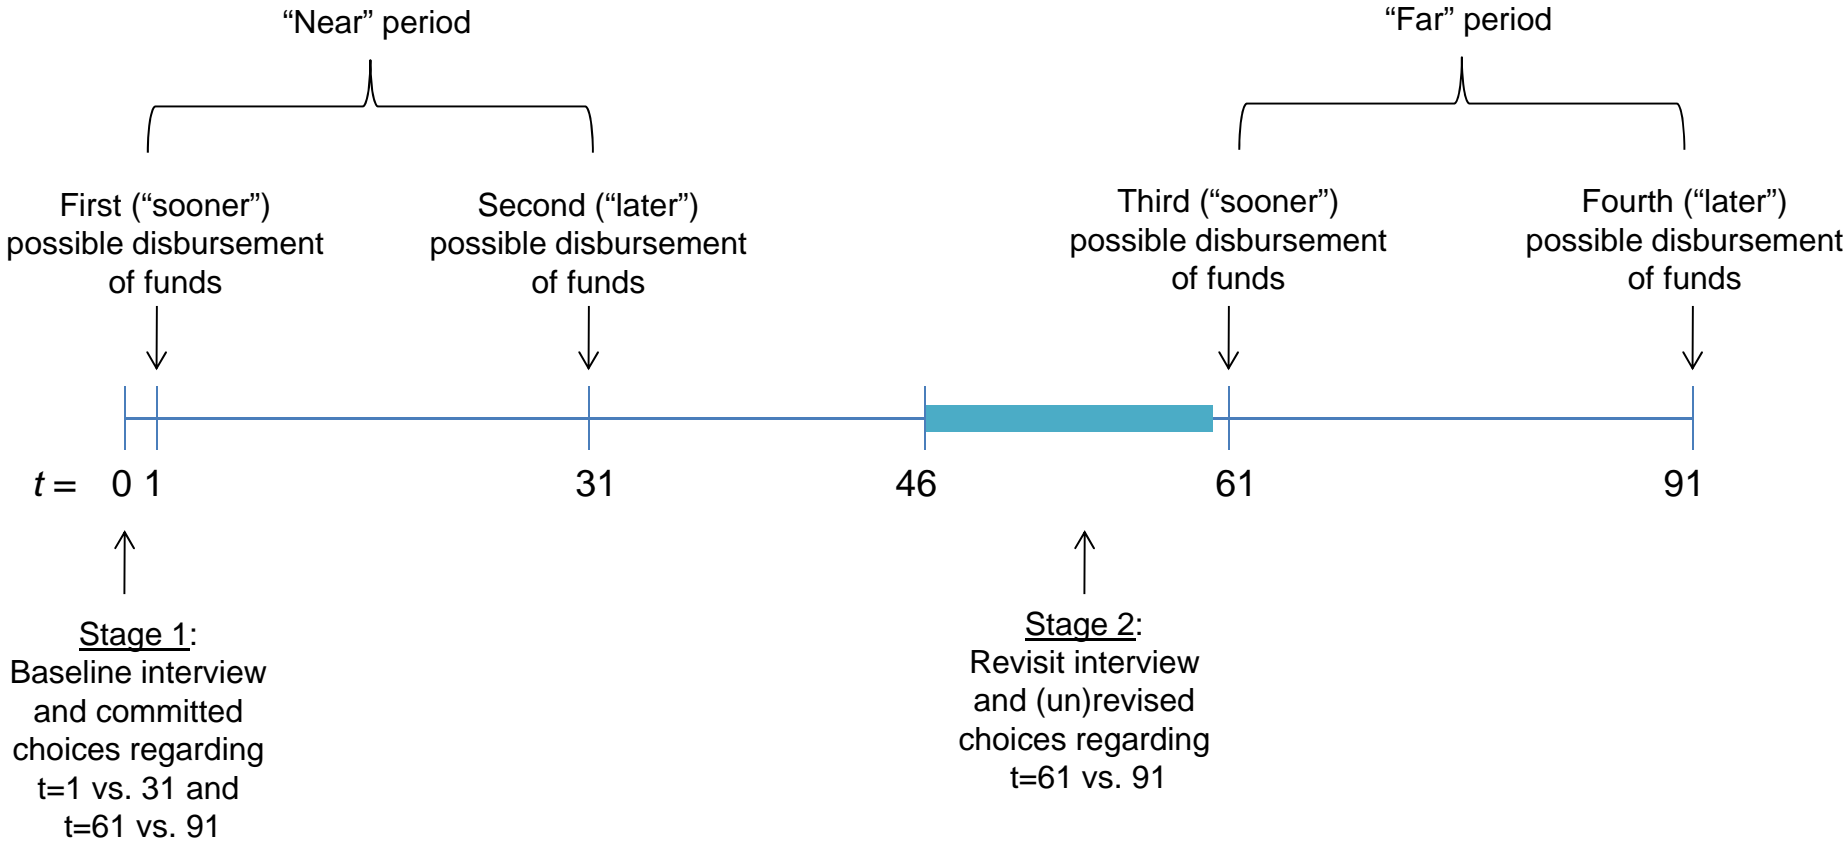 “Near” period
“Far” period
First (“sooner”)
possible disbursement
of funds
Second (“later”)
possible disbursement
of funds
Third (“sooner”)
possible disbursement
of funds
Fourth (“later”)
possible disbursement
of funds
t = 0 1 31 46 61 91
Stage 1:
Baseline interview
and committed
choices regarding
t=1 vs. 31 and
t=61 vs. 91
Stage 2:
Revisit interview
and (un)revised
choices regarding
t=61 vs. 91